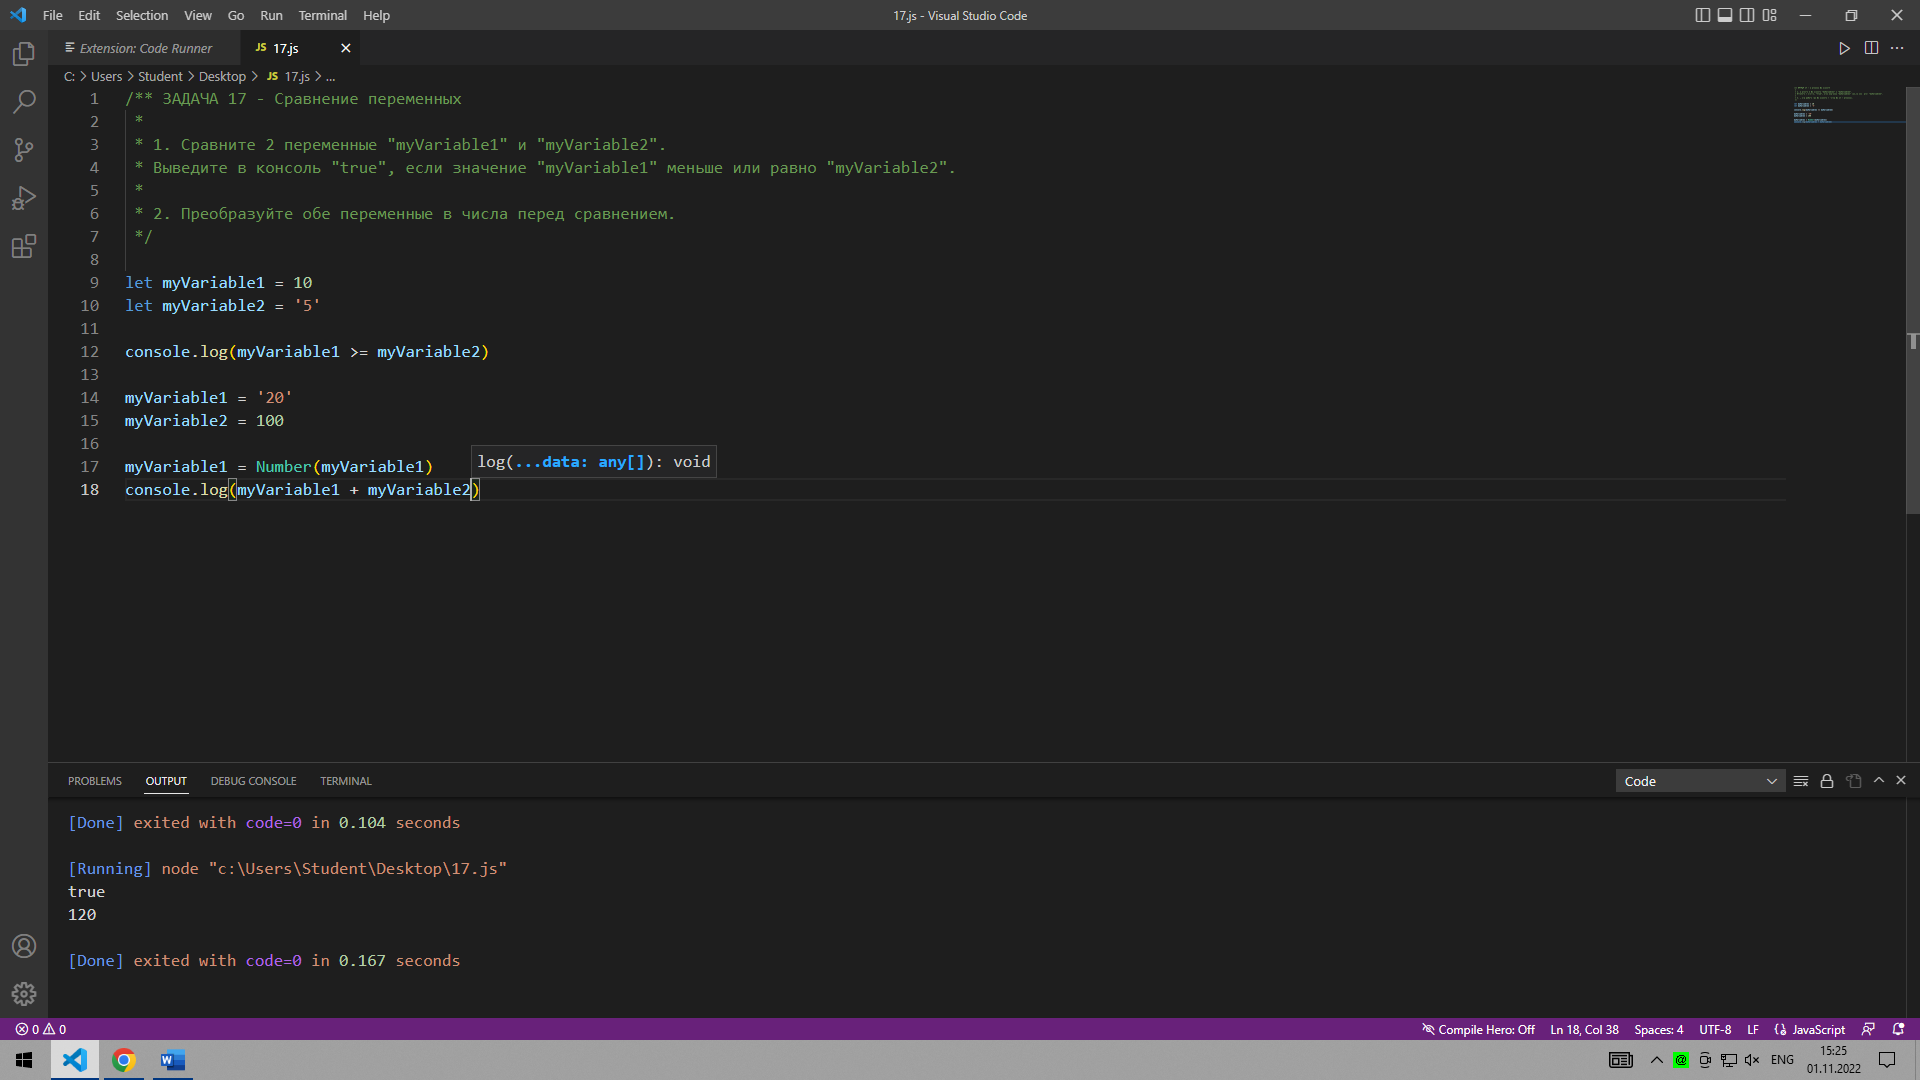 File Edit Selection View Go Run Terminal Help
17.js - Visual Studio Code
Extension: Code Runner
JS 17.js
C: > Users > Student > Desktop > JS 17.js > ...
1 /** ЗАДАЧА 17 - Сравнение переменных
2 *
3 * 1. Сравните 2 переменные "myVariable1" и "myVariable2".
4 * Выведите в консоль "true", если значение "myVariable1" меньше или равно "myVariable2".
5 *
6 * 2. Преобразуйте обе переменные в числа перед сравнением.
7 */
8
9 let myVariable1 = 10
10 let myVariable2 = '5'
11
12 console.log(myVariable1 >= myVariable2)
13
14 myVariable1 = '20'
15 myVariable2 = 100
16
log(...data: any[]): void
17 myVariable1 = Number(myVariable1)
18 console.log(myVariable1 + myVariable2)
PROBLEMS OUTPUT DEBUG CONSOLE TERMINAL
Code
[Done] exited with code=0 in 0.104 seconds
[Running] node "c:\Users\Student\Desktop\17.js"
true
120
[Done] exited with code=0 in 0.167 seconds
0 0
Compile Hero: Off Ln 18, Col 38 Spaces: 4 UTF-8 LF JavaScript
ENG
15:25
01.11.2022